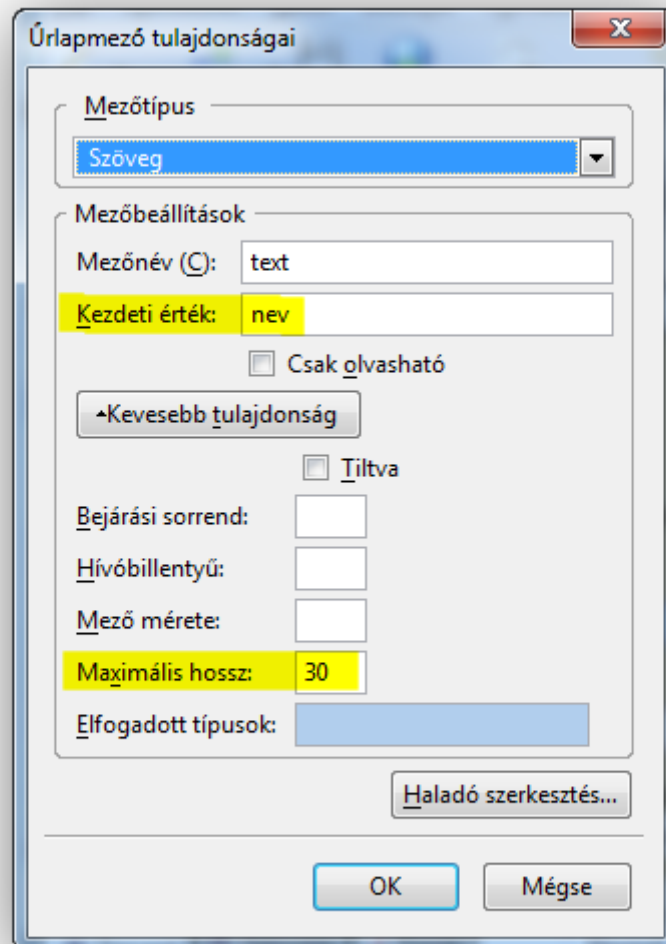 Űrlapmező tulajdonságai
Mezőtípus
Szöveg
Mezőbeállítások
Mezőnév (C): text
Kezdeti érték: nev
Csak olvasható
Kevesebb tulajdonság
Tiltva
Bejárási sorrend:
Hívóbillentyű:
Mező mérete:
Maximális hossz: 30
Elfogadott típusok:
Haladó szerkesztés...
OK Mégse